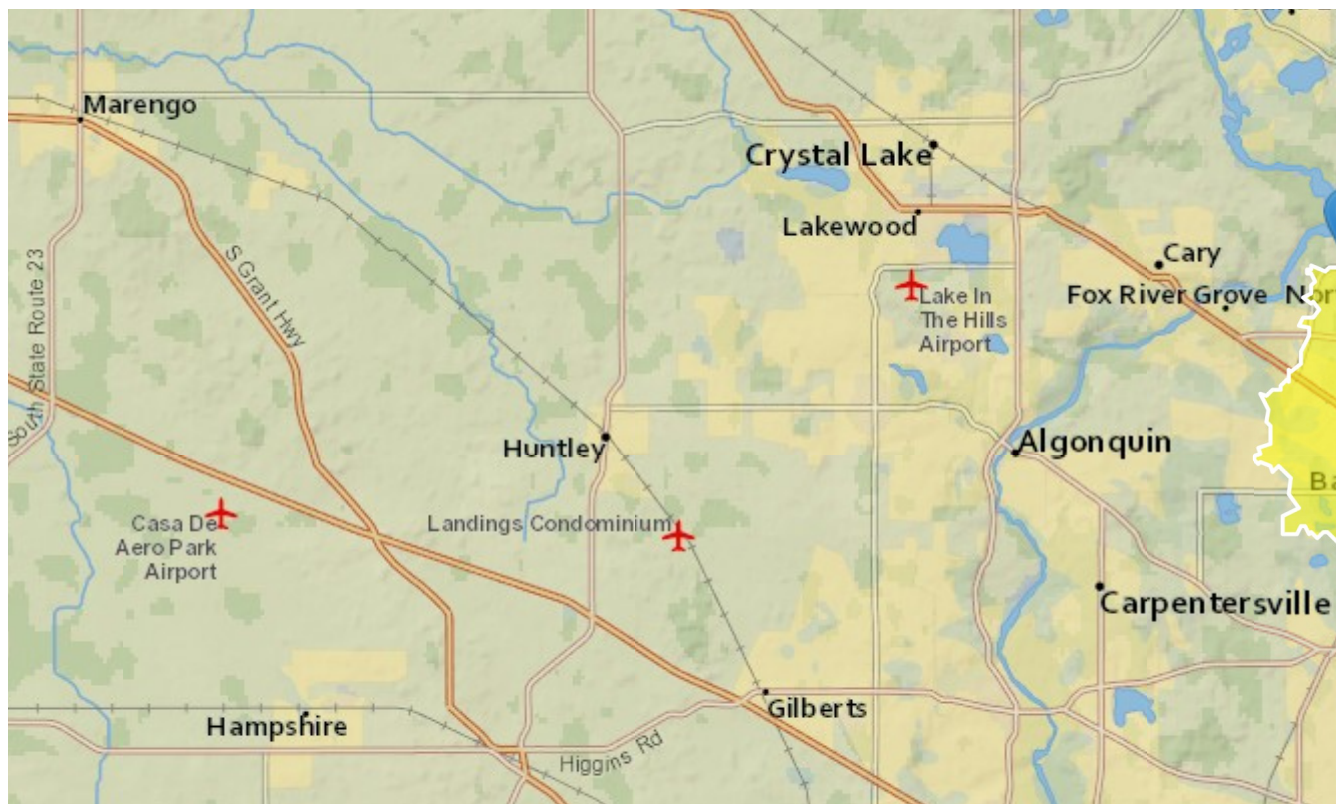 Marengo
Crystal Lake
Lakewood
Cary
S Grant Hwy
South State Route 23
Fox River Grove
Lake In
The Hills
Airport
Huntley
Algonquin
Casa De
Aero Park
Airport
Landings Condominium
Carpentersville
Gilberts
Hampshire
Higgins Rd